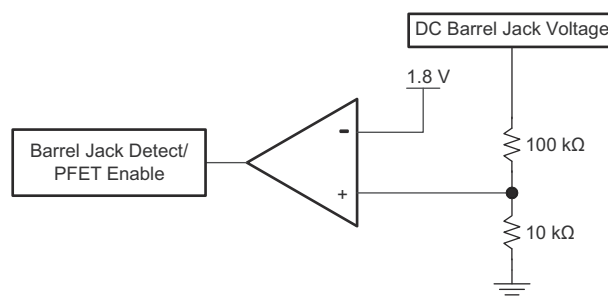 DC Barrel Jack Voltage
1.8 V
Barrel Jack Detect/
PFET Enable
-
+
100 kΩ
10 kΩ